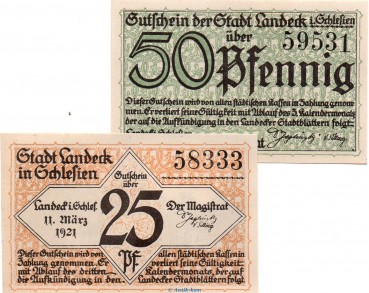 Gutschein der Stadt Landeck i. Schlesien
über
59531
50 Pfennig
Dieser Gutschein wird von allen städtischen Kassen in Zahlung genom-
men. Er verliert seine Gültigkeit mit Ablauf des 3. Kalendermonats
der auf die Aufkündigung in den Landecker Stadtblättern folgt.
Stadt Landeck
in Schlesien
58333
Gutschein
über
Landeck i. Schles.
11. März
1921
25
Pf.
Der Magistrat
Dieser Gutschein wird von allen städtischen Kassen in
Zahlung genommen. Er verliert seine Gültigkeit
mit Ablauf des dritten Kalendermonats, der auf
die Aufkündigung in den Landecker Stadtblättern folgt.